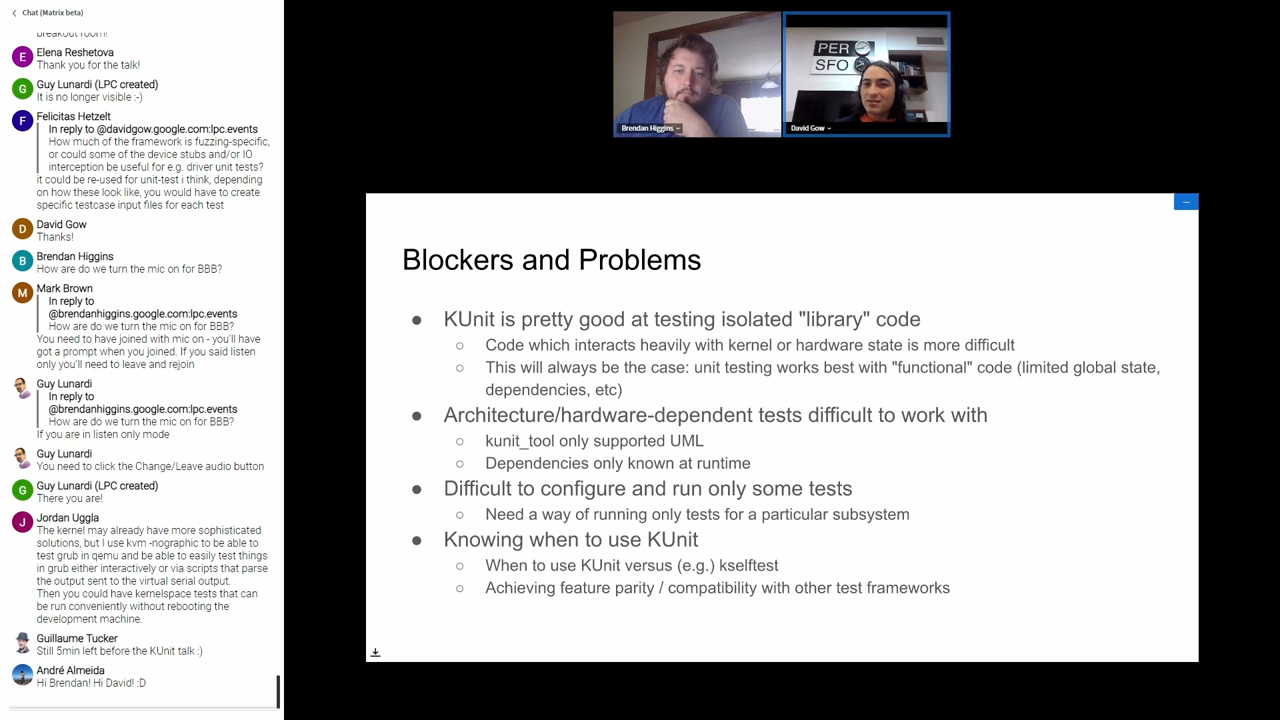 Chat (Matrix beta)
breakout room!
E
Elena Reshetova
Thank you for the talk!
G
Guy Lunardi (LPC created)
It is no longer visible :-)
F
Felicitas Hetzelt
In reply to @davidgow.google.com:lpc.events
How much of the framework is fuzzing-specific,
or could some of the device stubs and/or IO
interception be useful for e.g. driver unit tests?
it could be re-used for unit-test i think, depending
on how these look like, you would have to create
specific testcase input files for each test
D
David Gow
Thanks!
B
Brendan Higgins
How are do we turn the mic on for BBB?
M
Mark Brown
In reply to
@brendanhiggins.google.com:lpc.events
How are do we turn the mic on for BBB?
You need to have joined with mic on - you'll have
got a prompt when you joined. If you said listen
only you'll need to leave and rejoin
Guy Lunardi
In reply to
@brendanhiggins.google.com:lpc.events
How are do we turn the mic on for BBB?
If you are in listen only mode
Guy Lunardi
You need to click the Change/Leave audio button
G
Guy Lunardi (LPC created)
There you are!
J
Jordan Uggla
The kernel may already have more sophisticated
solutions, but I use kvm -nographic to be able to
test grub in qemu and be able to easily test things
in grub either interactively or via scripts that parse
the output sent to the virtual serial output.
Then you could have kernelspace tests that can
be run conveniently without rebooting the
development machine.
Guillaume Tucker
Still 5min left before the KUnit talk :)
André Almeida
Hi Brendan! Hi David! :D
Brendan Higgins
PER
SFO
David Gow
Blockers and Problems
● KUnit is pretty good at testing isolated "library" code
○ Code which interacts heavily with kernel or hardware state is more difficult
○ This will always be the case: unit testing works best with "functional" code (limited global state,
dependencies, etc)
● Architecture/hardware-dependent tests difficult to work with
○ kunit_tool only supported UML
○ Dependencies only known at runtime
● Difficult to configure and run only some tests
○ Need a way of running only tests for a particular subsystem
● Knowing when to use KUnit
○ When to use KUnit versus (e.g.) kselftest
○ Achieving feature parity / compatibility with other test frameworks